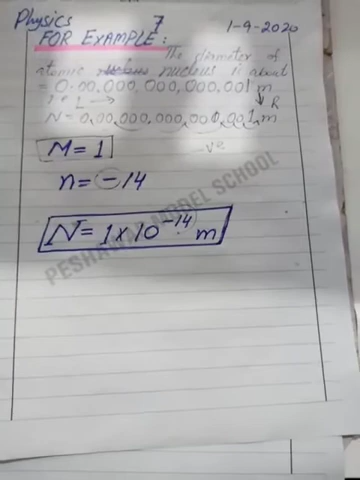 Physics 7 1-9-2020
FOR EXAMPLE:
The diameter of
atomic nucleus is about
= 0.00,000,000,000,001 m
L → R
N = 0.00,000,000,000,001 m
-ve
M = 1
n = -14
N = 1 x 10⁻¹⁴ m
PESHAWAR MODEL SCHOOL